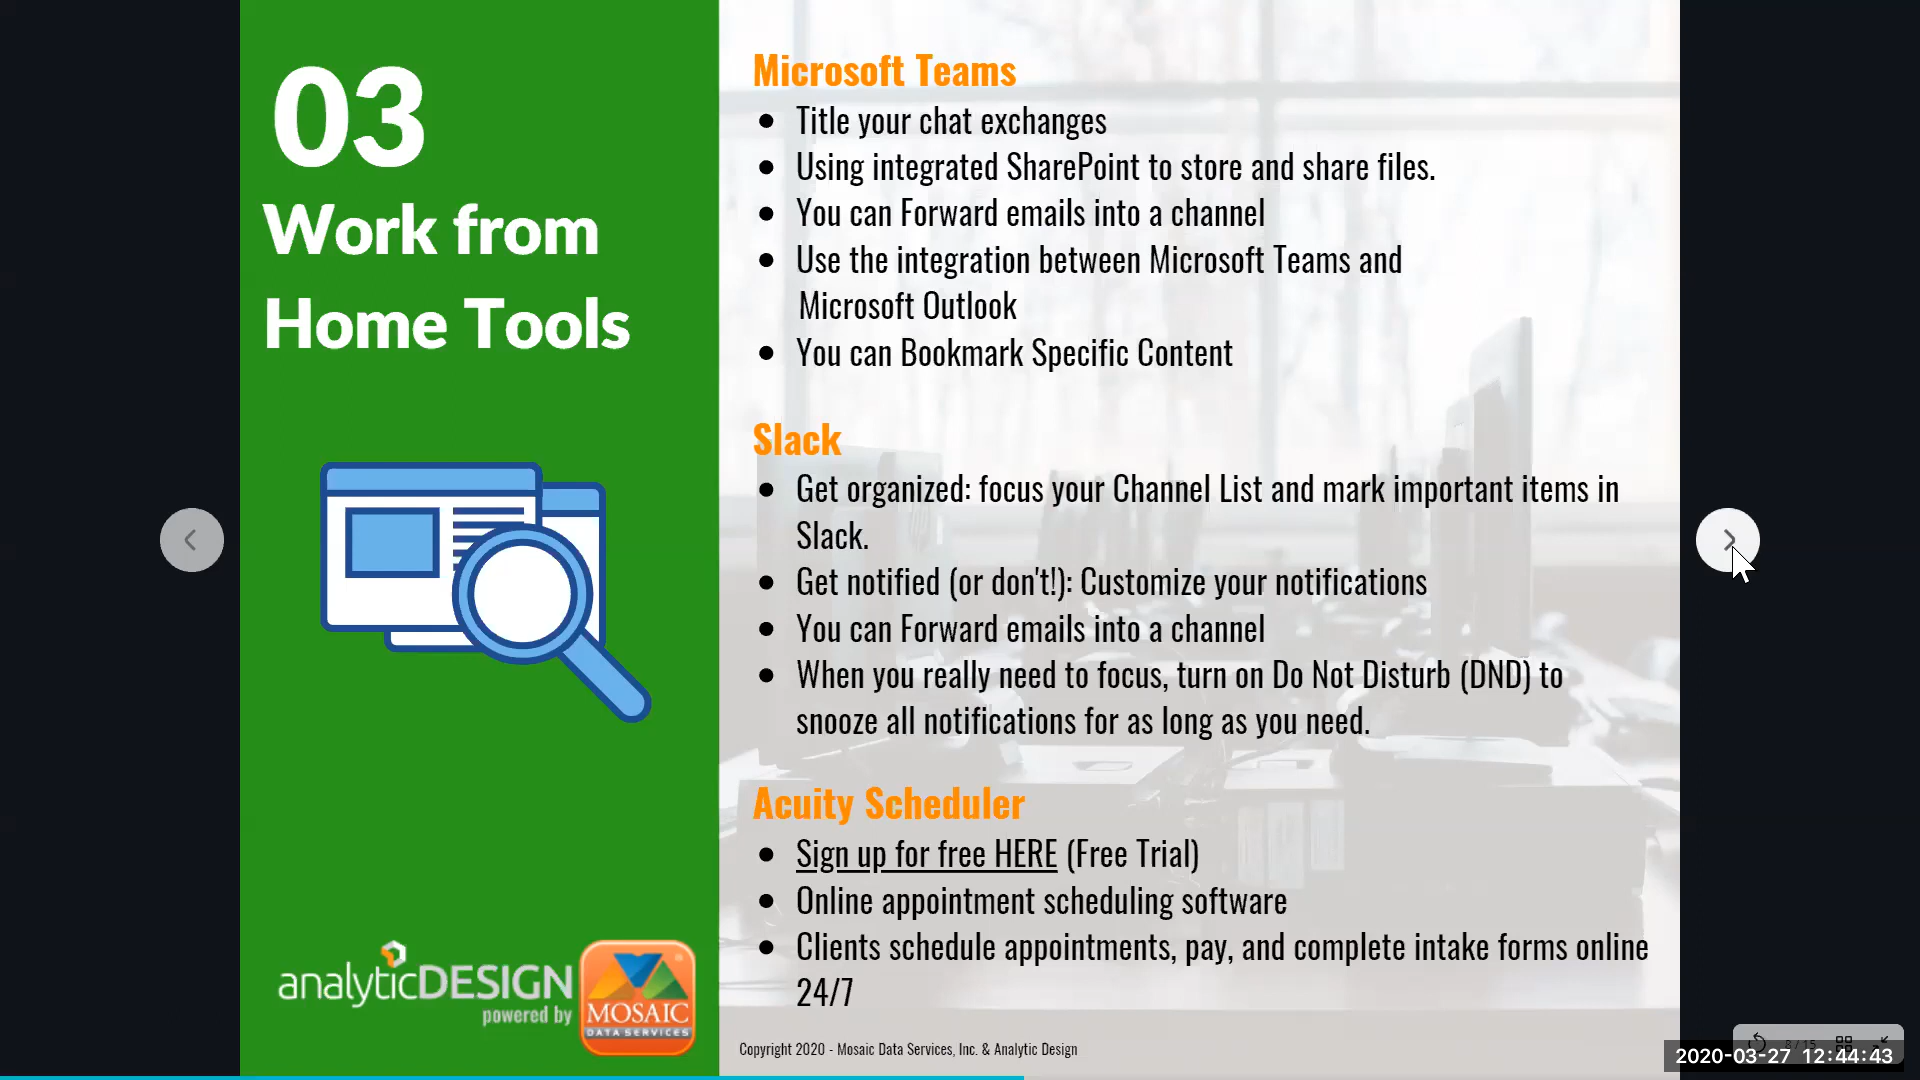 03
Work from
Home Tools
analyticDESIGN
powered by
MOSAIC
DATA SERVICES
Microsoft Teams
• Title your chat exchanges
• Using integrated SharePoint to store and share files.
• You can Forward emails into a channel
• Use the integration between Microsoft Teams and
Microsoft Outlook
• You can Bookmark Specific Content
Slack
• Get organized: focus your Channel List and mark important items in
Slack.
• Get notified (or don't!): Customize your notifications
• You can Forward emails into a channel
• When you really need to focus, turn on Do Not Disturb (DND) to
snooze all notifications for as long as you need.
Acuity Scheduler
• Sign up for free HERE (Free Trial)
• Online appointment scheduling software
• Clients schedule appointments, pay, and complete intake forms online
24/7
Copyright 2020 - Mosaic Data Services, Inc. & Analytic Design
8 / 15
2020-03-27 12:44:43